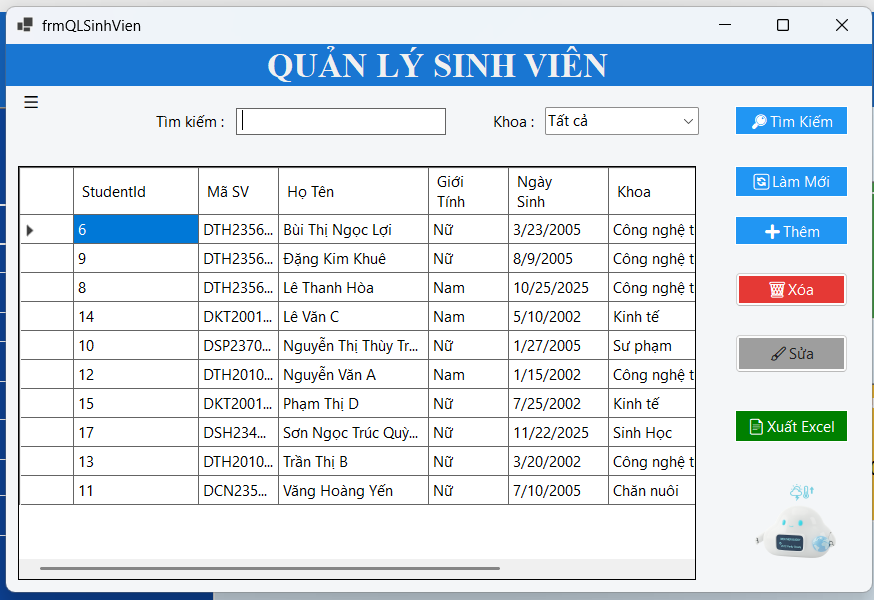 frmQLSinhVien
QUẢN LÝ SINH VIÊN
Tìm kiếm :
Khoa : Tất cả
Tìm Kiếm
Làm Mới
Thêm
Xóa
Sửa
Xuất Excel
StudentId Mã SV Họ Tên Giới Tính Ngày Sinh Khoa
6 DTH2356... Bùi Thị Ngọc Lợi Nữ 3/23/2005 Công nghệ t
9 DTH2356... Đặng Kim Khuê Nữ 8/9/2005 Công nghệ t
8 DTH2356... Lê Thanh Hòa Nam 10/25/2025 Công nghệ t
14 DKT2001... Lê Văn C Nam 5/10/2002 Kinh tế
10 DSP2370... Nguyễn Thị Thùy Tr... Nữ 1/27/2005 Sư phạm
12 DTH2010... Nguyễn Văn A Nam 1/15/2002 Công nghệ t
15 DKT2001... Phạm Thị D Nữ 7/25/2002 Kinh tế
17 DSH234... Sơn Ngọc Trúc Quỳ... Nữ 11/22/2025 Sinh Học
13 DTH2010... Trần Thị B Nữ 3/20/2002 Công nghệ t
11 DCN235... Văng Hoàng Yến Nữ 7/10/2005 Chăn nuôi